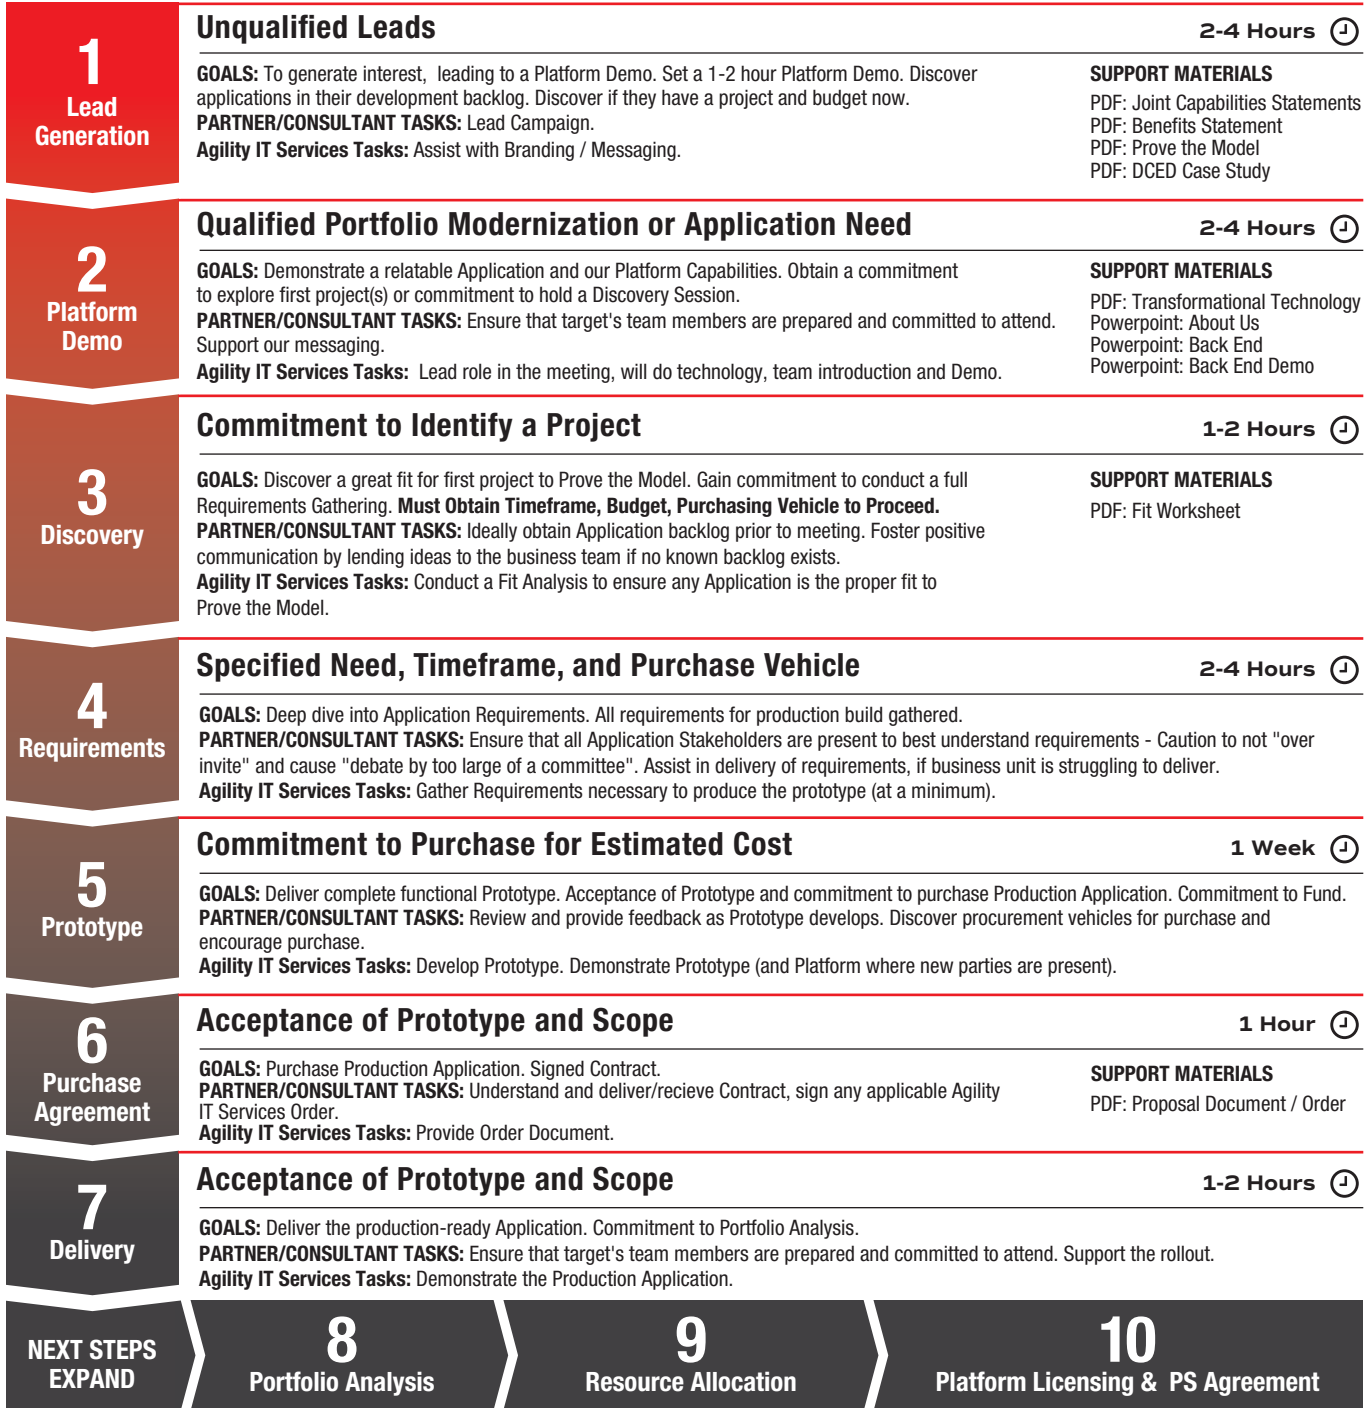 1
Lead
Generation
Unqualified Leads
2-4 Hours
GOALS: To generate interest, leading to a Platform Demo. Set a 1-2 hour Platform Demo. Discover
applications in their development backlog. Discover if they have a project and budget now.
PARTNER/CONSULTANT TASKS: Lead Campaign.
Agility IT Services Tasks: Assist with Branding / Messaging.
SUPPORT MATERIALS
PDF: Joint Capabilities Statements
PDF: Benefits Statement
PDF: Prove the Model
PDF: DCED Case Study
2
Platform
Demo
Qualified Portfolio Modernization or Application Need
2-4 Hours
GOALS: Demonstrate a relatable Application and our Platform Capabilities. Obtain a commitment
to explore first project(s) or commitment to hold a Discovery Session.
PARTNER/CONSULTANT TASKS: Ensure that target's team members are prepared and committed to attend.
Support our messaging.
Agility IT Services Tasks: Lead role in the meeting, will do technology, team introduction and Demo.
SUPPORT MATERIALS
PDF: Transformational Technology
Powerpoint: About Us
Powerpoint: Back End
Powerpoint: Back End Demo
3
Discovery
Commitment to Identify a Project
1-2 Hours
GOALS: Discover a great fit for first project to Prove the Model. Gain commitment to conduct a full
Requirements Gathering. Must Obtain Timeframe, Budget, Purchasing Vehicle to Proceed.
PARTNER/CONSULTANT TASKS: Ideally obtain Application backlog prior to meeting. Foster positive
communication by lending ideas to the business team if no known backlog exists.
Agility IT Services Tasks: Conduct a Fit Analysis to ensure any Application is the proper fit to
Prove the Model.
SUPPORT MATERIALS
PDF: Fit Worksheet
4
Requirements
Specified Need, Timeframe, and Purchase Vehicle
2-4 Hours
GOALS: Deep dive into Application Requirements. All requirements for production build gathered.
PARTNER/CONSULTANT TASKS: Ensure that all Application Stakeholders are present to best understand requirements - Caution to not "over
invite" and cause "debate by too large of a committee". Assist in delivery of requirements, if business unit is struggling to deliver.
Agility IT Services Tasks: Gather Requirements necessary to produce the prototype (at a minimum).
5
Prototype
Commitment to Purchase for Estimated Cost
1 Week
GOALS: Deliver complete functional Prototype. Acceptance of Prototype and commitment to purchase Production Application. Commitment to Fund.
PARTNER/CONSULTANT TASKS: Review and provide feedback as Prototype develops. Discover procurement vehicles for purchase and
encourage purchase.
Agility IT Services Tasks: Develop Prototype. Demonstrate Prototype (and Platform where new parties are present).
6
Purchase
Agreement
Acceptance of Prototype and Scope
1 Hour
GOALS: Purchase Production Application. Signed Contract.
PARTNER/CONSULTANT TASKS: Understand and deliver/recieve Contract, sign any applicable Agility
IT Services Order.
Agility IT Services Tasks: Provide Order Document.
SUPPORT MATERIALS
PDF: Proposal Document / Order
7
Delivery
Acceptance of Prototype and Scope
1-2 Hours
GOALS: Deliver the production-ready Application. Commitment to Portfolio Analysis.
PARTNER/CONSULTANT TASKS: Ensure that target's team members are prepared and committed to attend. Support the rollout.
Agility IT Services Tasks: Demonstrate the Production Application.
NEXT STEPS
EXPAND
8
Portfolio Analysis
9
Resource Allocation
10
Platform Licensing & PS Agreement